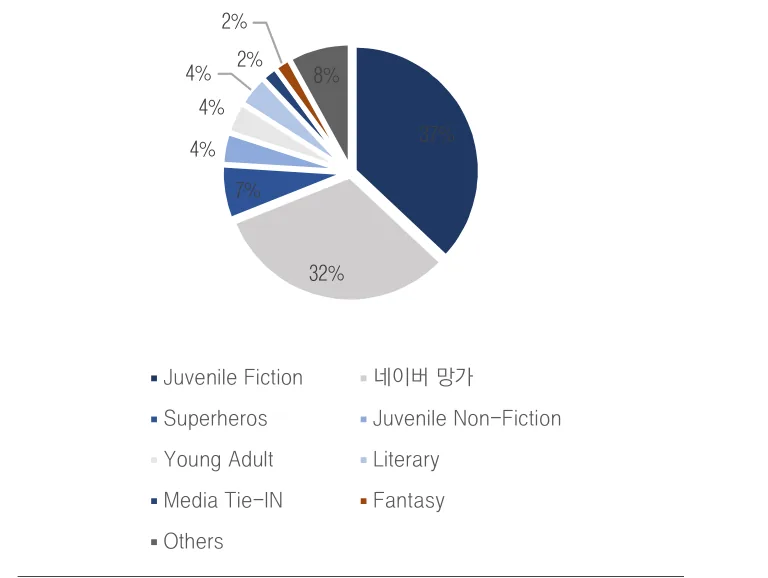 2%
2%
4%
4%
4%
7%
8%
37%
32%
Juvenile Fiction
네이버 망가
Superheros
Juvenile Non-Fiction
Young Adult
Literary
Media Tie-IN
Fantasy
Others